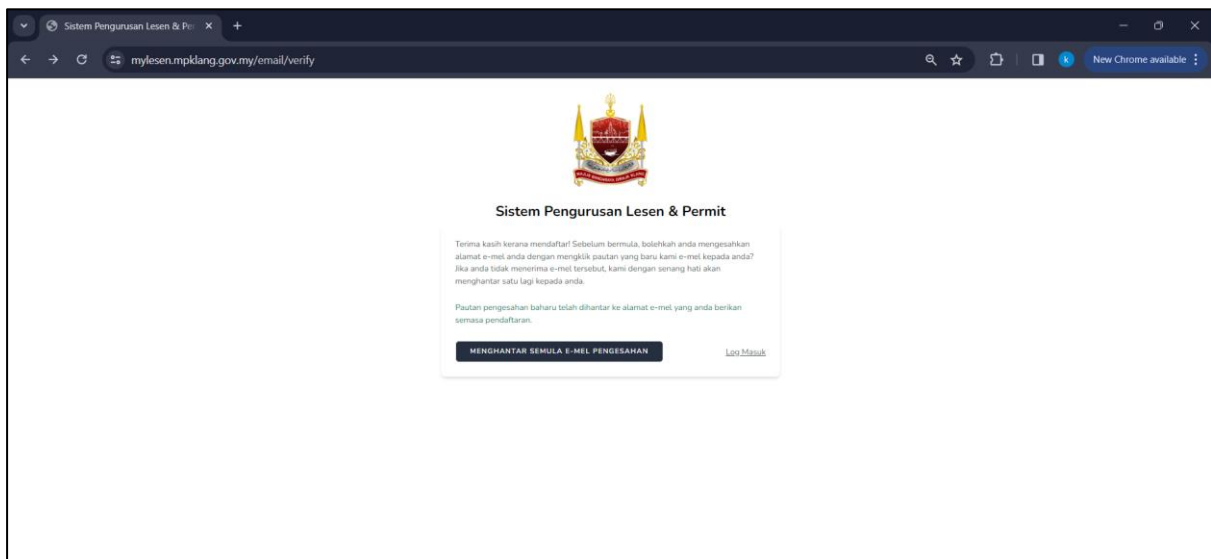 Sistem Pengurusan Lesen & Pe
mylesen.mpklang.gov.my/email/verify
k
New Chrome available
Sistem Pengurusan Lesen & Permit
Terima kasih kerana mendaftar! Sebelum bermula, bolehkah anda mengesahkan
alamat e-mel anda dengan mengklik pautan yang baru kami e-mel kepada anda?
Jika anda tidak menerima e-mel tersebut, kami dengan senang hati akan
menghantar satu lagi kepada anda.
Pautan pengesahan baharu telah dihantar ke alamat e-mel yang anda berikan
semasa pendaftaran.
MENGHANTAR SEMULA E-MEL PENGESAHAN
Log Masuk